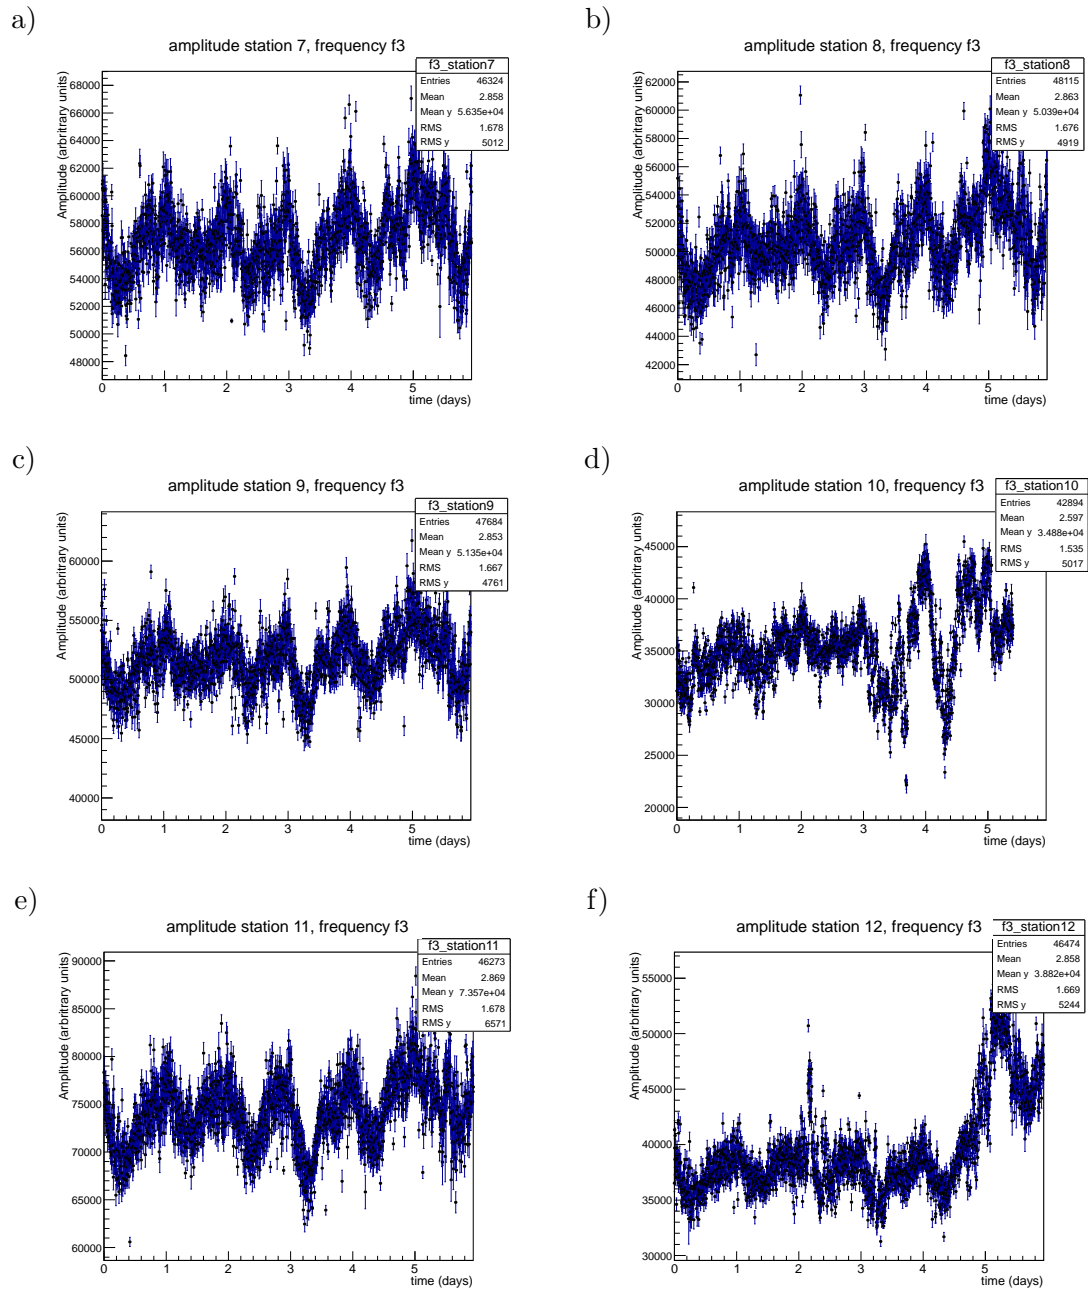 a)
amplitude station 7, frequency f3
f3_station7
Entries 46324
Mean 2.858
Mean y 5.635e+04
RMS 1.678
RMS y 5012
Amplitude (arbritrary units)
68000
66000
64000
62000
60000
58000
56000
54000
52000
50000
48000
0 1 2 3 4 5
time (days)
b)
amplitude station 8, frequency f3
f3_station8
Entries 48115
Mean 2.863
Mean y 5.039e+04
RMS 1.676
RMS y 4919
Amplitude (arbritrary units)
62000
60000
58000
56000
54000
52000
50000
48000
46000
44000
42000
0 1 2 3 4 5
time (days)
c)
amplitude station 9, frequency f3
f3_station9
Entries 47684
Mean 2.853
Mean y 5.135e+04
RMS 1.667
RMS y 4761
Amplitude (arbritrary units)
60000
55000
50000
45000
40000
0 1 2 3 4 5
time (days)
d)
amplitude station 10, frequency f3
f3_station10
Entries 42894
Mean 2.597
Mean y 3.488e+04
RMS 1.535
RMS y 5017
Amplitude (arbritrary units)
45000
40000
35000
30000
25000
20000
0 1 2 3 4 5
time (days)
e)
amplitude station 11, frequency f3
f3_station11
Entries 46273
Mean 2.869
Mean y 7.357e+04
RMS 1.678
RMS y 6571
Amplitude (arbritrary units)
90000
85000
80000
75000
70000
65000
60000
0 1 2 3 4 5
time (days)
f)
amplitude station 12, frequency f3
f3_station12
Entries 46474
Mean 2.858
Mean y 3.882e+04
RMS 1.669
RMS y 5244
Amplitude (arbritrary units)
55000
50000
45000
40000
35000
30000
0 1 2 3 4 5
time (days)